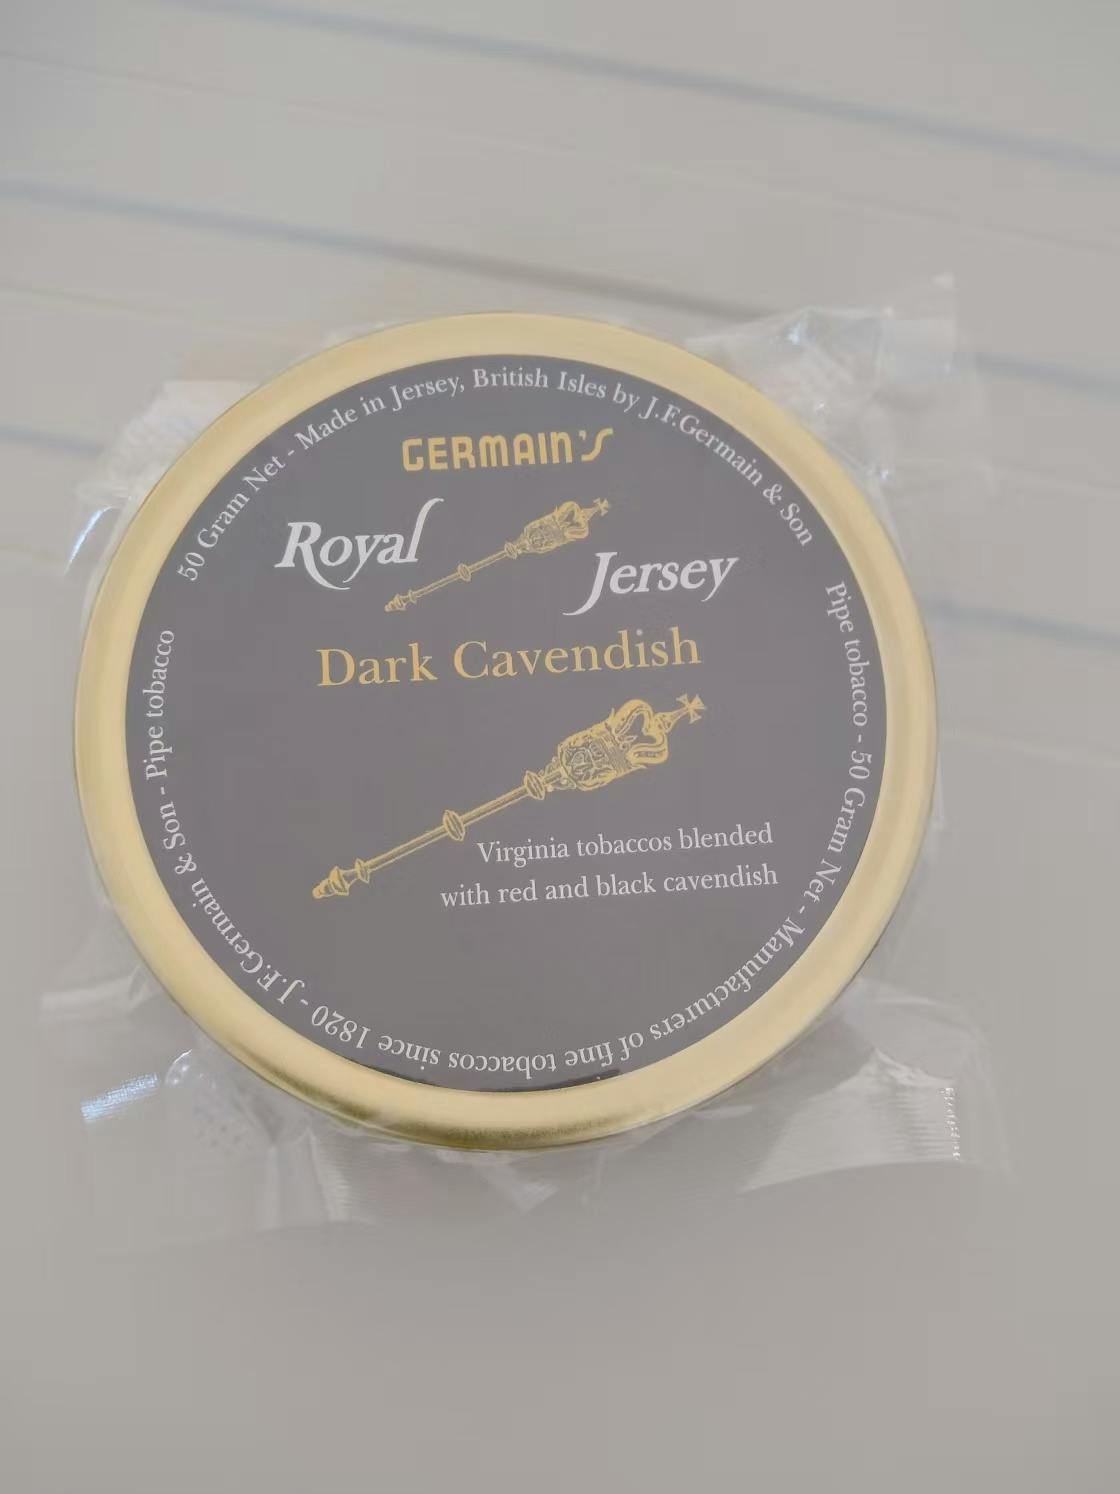 50 Gram Net - Made in Jersey, British Isles by J.F.Germain & Son
GERMAIN'S
Royal
Jersey
Dark Cavendish
Virginia tobaccos blended
with red and black cavendish
Pipe tobacco - 50 Gram Net - Manufacturers of fine tobaccos since 1820 - J.F.Germain & Son - Pipe tobacco